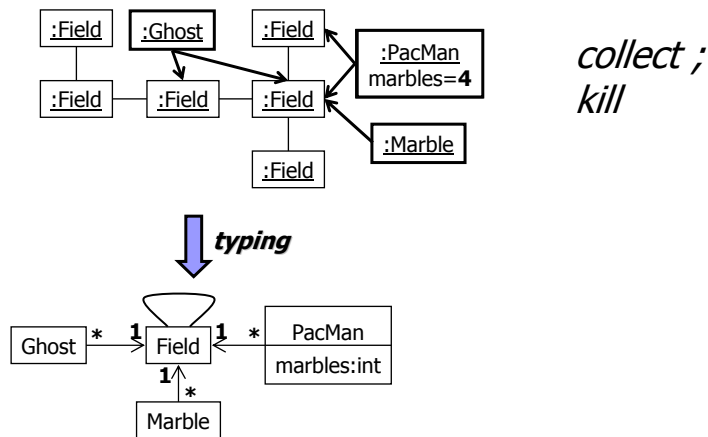 :Field
:Ghost
:Field
:PacMan
marbles=4
collect ;
kill
:Field
:Field
:Field
:Marble
:Field
typing
Ghost
*
1
Field
1
*
PacMan
marbles:int
1
*
Marble